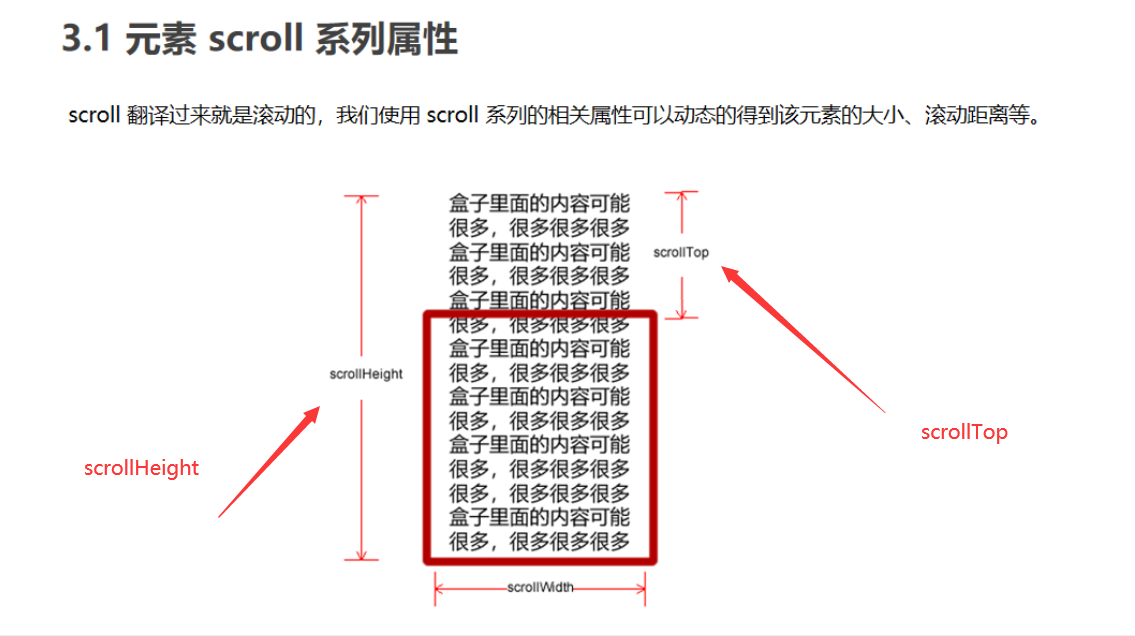 3.1 元素 scroll 系列属性
scroll 翻译过来就是滚动的，我们使用 scroll 系列的相关属性可以动态的得到该元素的大小、滚动距离等。
盒子里面的内容可能
很多，很多很多很多
盒子里面的内容可能
很多，很多很多很多
盒子里面的内容可能
很多，很多很多很多
盒子里面的内容可能
很多，很多很多很多
盒子里面的内容可能
很多，很多很多很多
盒子里面的内容可能
很多，很多很多很多
很多，很多很多很多
盒子里面的内容可能
很多，很多很多很多
scrollTop
scrollHeight
scrollTop
scrollHeight
scrollWidth